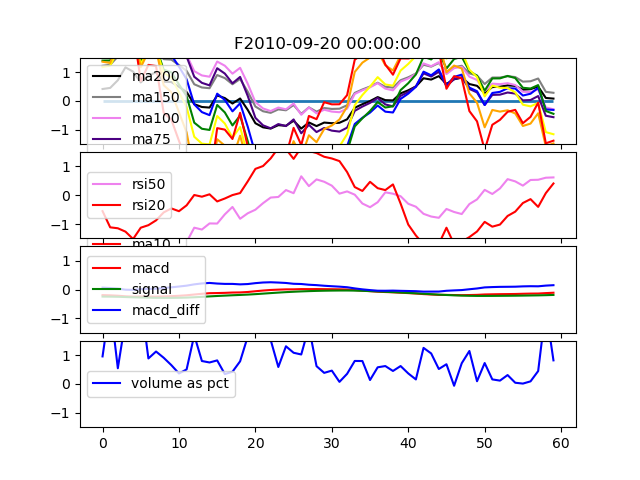 F2010-09-20 00:00:00
1
0
−1
ma200
ma150
ma100
ma75
1
0
−1
rsi50
rsi20
ma10
1
0
−1
macd
signal
macd_diff
1
0
−1
volume as pct
0 10 20 30 40 50 60